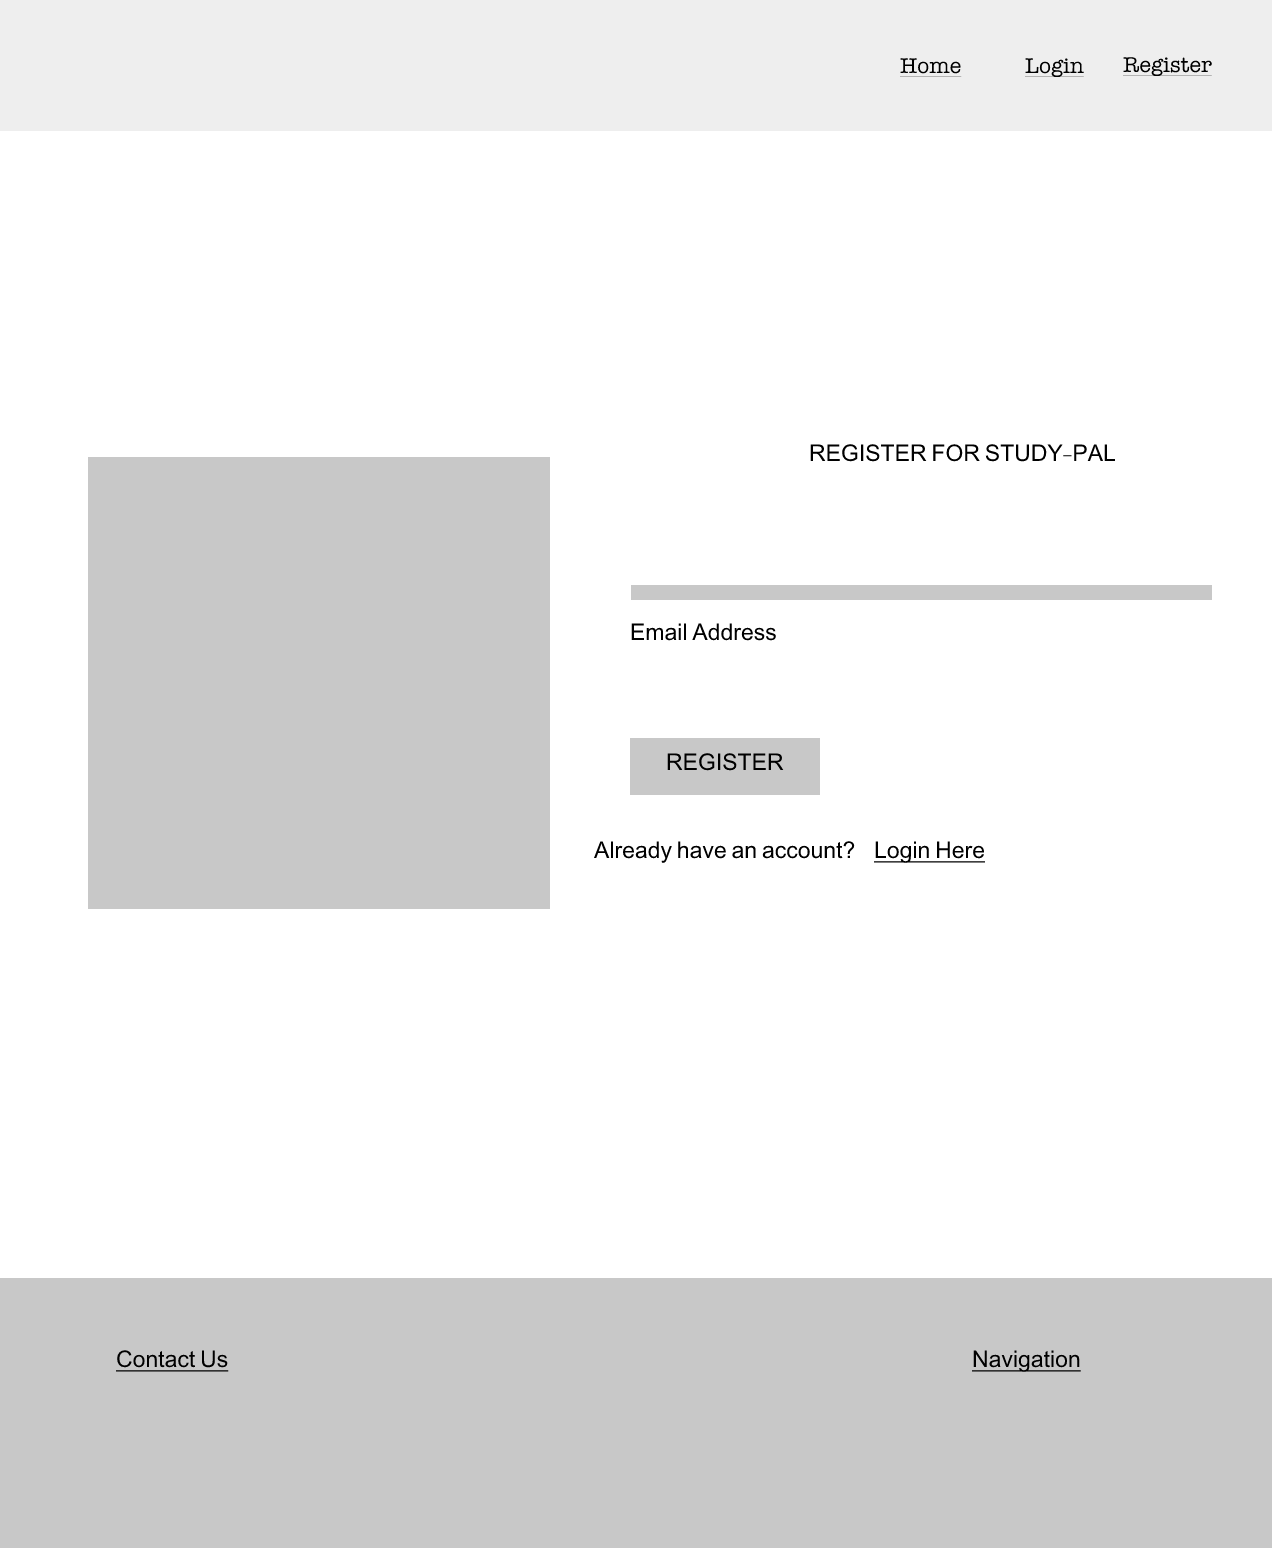 Home Login Register
REGISTER FOR STUDY-PAL
Email Address
REGISTER
Already have an account? Login Here
Contact Us Navigation